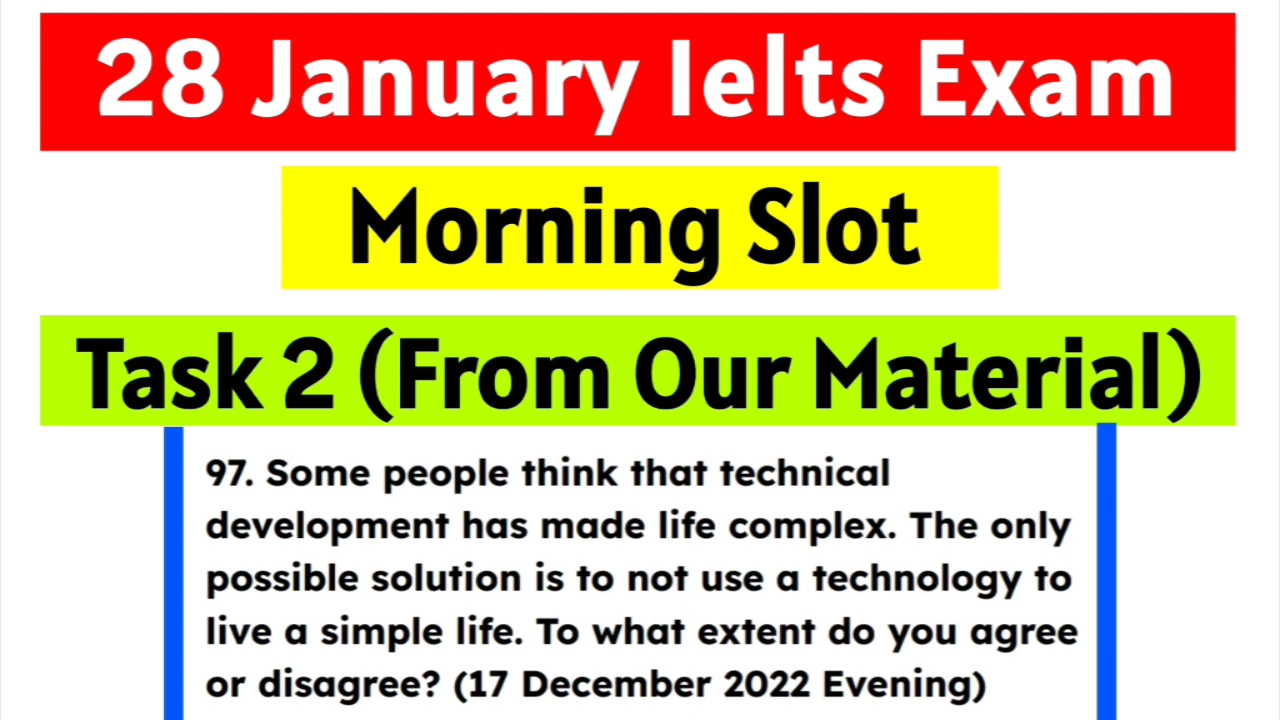 28 January Ielts Exam
Morning Slot
Task 2 (From Our Material)
97. Some people think that technical
development has made life complex. The only
possible solution is to not use a technology to
live a simple life. To what extent do you agree
or disagree? (17 December 2022 Evening)